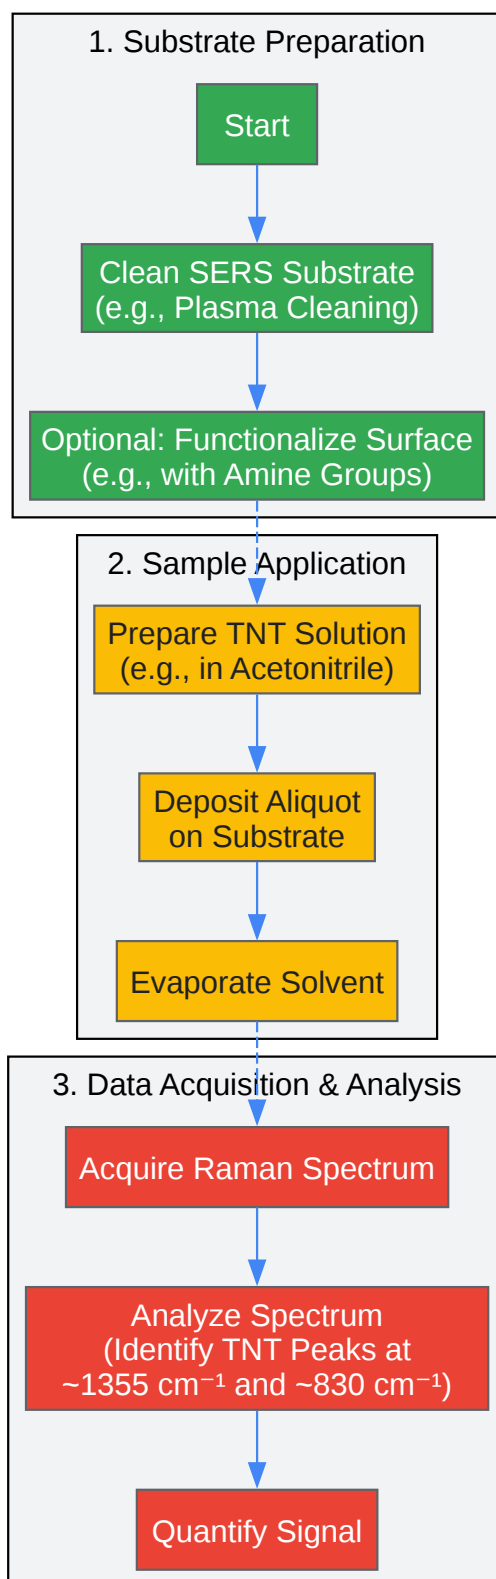 1. Substrate Preparation
Start
Clean SERS Substrate
(e.g., Plasma Cleaning)
Optional: Functionalize Surface
(e.g., with Amine Groups)
2. Sample Application
Prepare TNT Solution
(e.g., in Acetonitrile)
Deposit Aliquot
on Substrate
Evaporate Solvent
3. Data Acquisition & Analysis
Acquire Raman Spectrum
Analyze Spectrum
(Identify TNT Peaks at
~1355 cm⁻¹ and ~830 cm⁻¹)
Quantify Signal